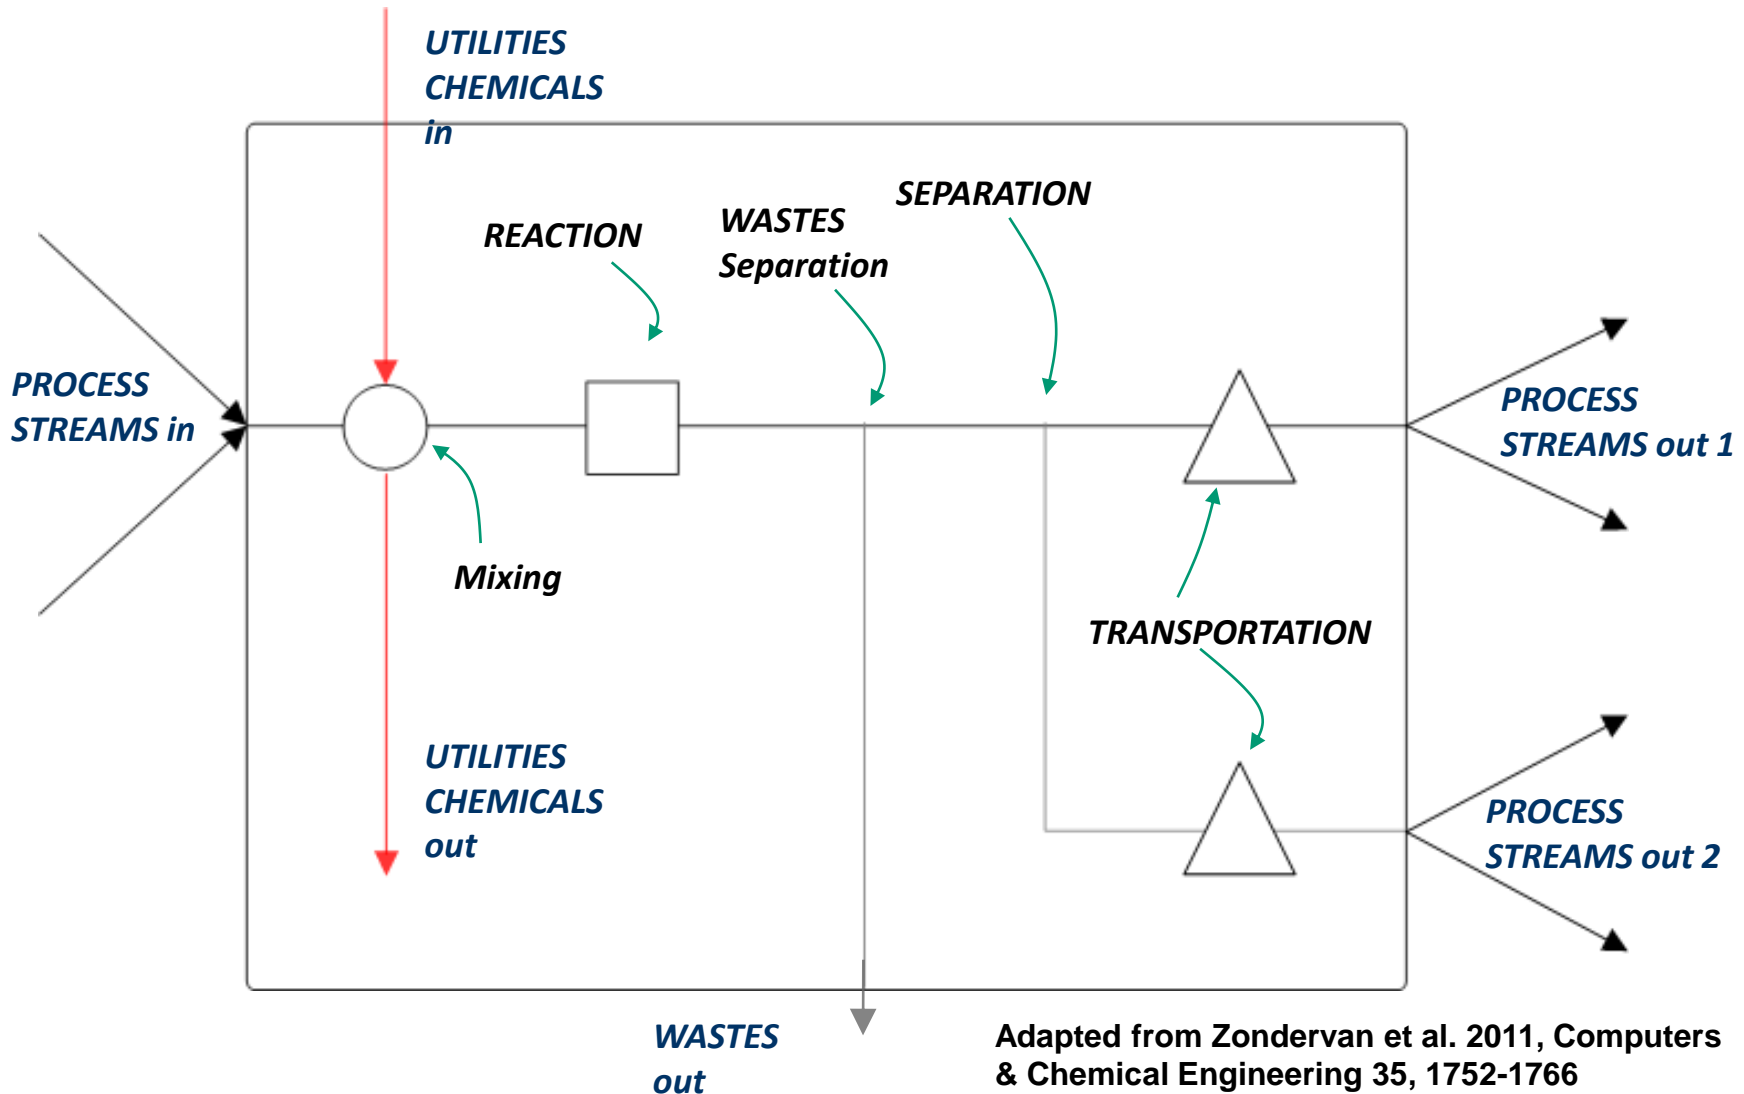 UTILITIES
CHEMICALS
in
SEPARATION
WASTES
Separation
REACTION
PROCESS
STREAMS in
PROCESS
STREAMS out 1
Mixing
TRANSPORTATION
UTILITIES
CHEMICALS
out
PROCESS
STREAMS out 2
WASTES
out
Adapted from Zondervan et al. 2011, Computers
& Chemical Engineering 35, 1752-1766